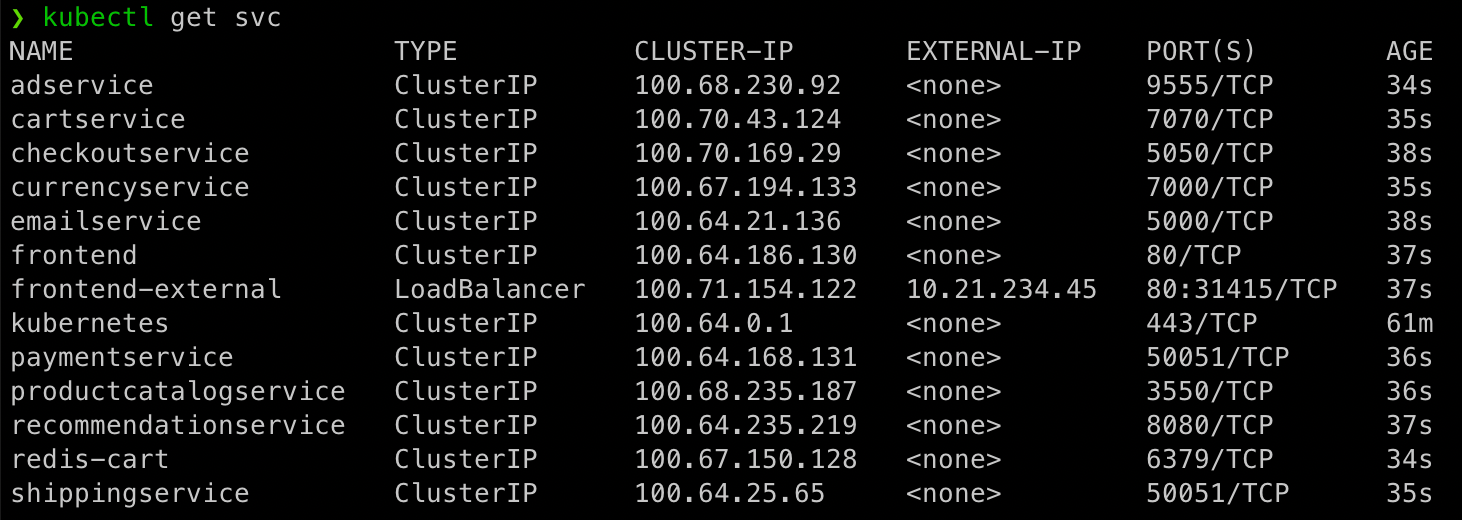 ❯ kubectl get svc
NAME TYPE CLUSTER-IP EXTERNAL-IP PORT(S) AGE
adservice ClusterIP 100.68.230.92 <none> 9555/TCP 34s
cartservice ClusterIP 100.70.43.124 <none> 7070/TCP 35s
checkoutservice ClusterIP 100.70.169.29 <none> 5050/TCP 38s
currencyservice ClusterIP 100.67.194.133 <none> 7000/TCP 35s
emailservice ClusterIP 100.64.21.136 <none> 5000/TCP 38s
frontend ClusterIP 100.64.186.130 <none> 80/TCP 37s
frontend-external LoadBalancer 100.71.154.122 10.21.234.45 80:31415/TCP 37s
kubernetes ClusterIP 100.64.0.1 <none> 443/TCP 61m
paymentservice ClusterIP 100.64.168.131 <none> 50051/TCP 36s
productcatalogservice ClusterIP 100.68.235.187 <none> 3550/TCP 36s
recommendationservice ClusterIP 100.64.235.219 <none> 8080/TCP 37s
redis-cart ClusterIP 100.67.150.128 <none> 6379/TCP 34s
shippingservice ClusterIP 100.64.25.65 <none> 50051/TCP 35s